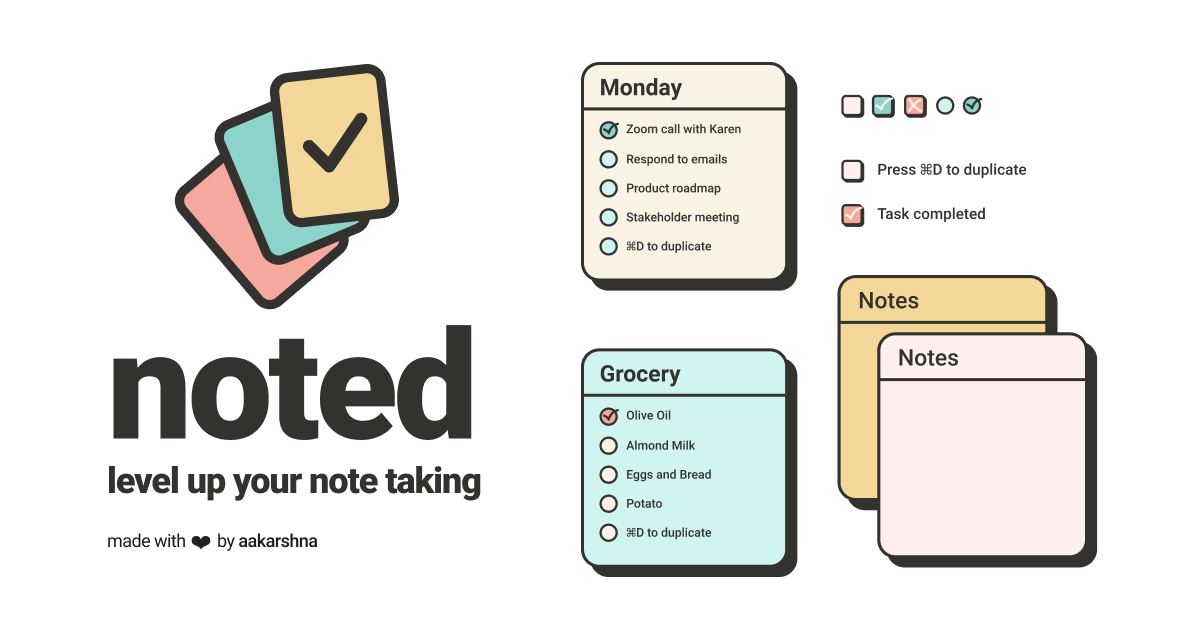 noted
level up your note taking
made with ❤ by aakarshna
Monday
Zoom call with Karen
Respond to emails
Product roadmap
Stakeholder meeting
⌘D to duplicate
Grocery
Olive Oil
Almond Milk
Eggs and Bread
Potato
⌘D to duplicate
Press ⌘D to duplicate
Task completed
Notes
Notes